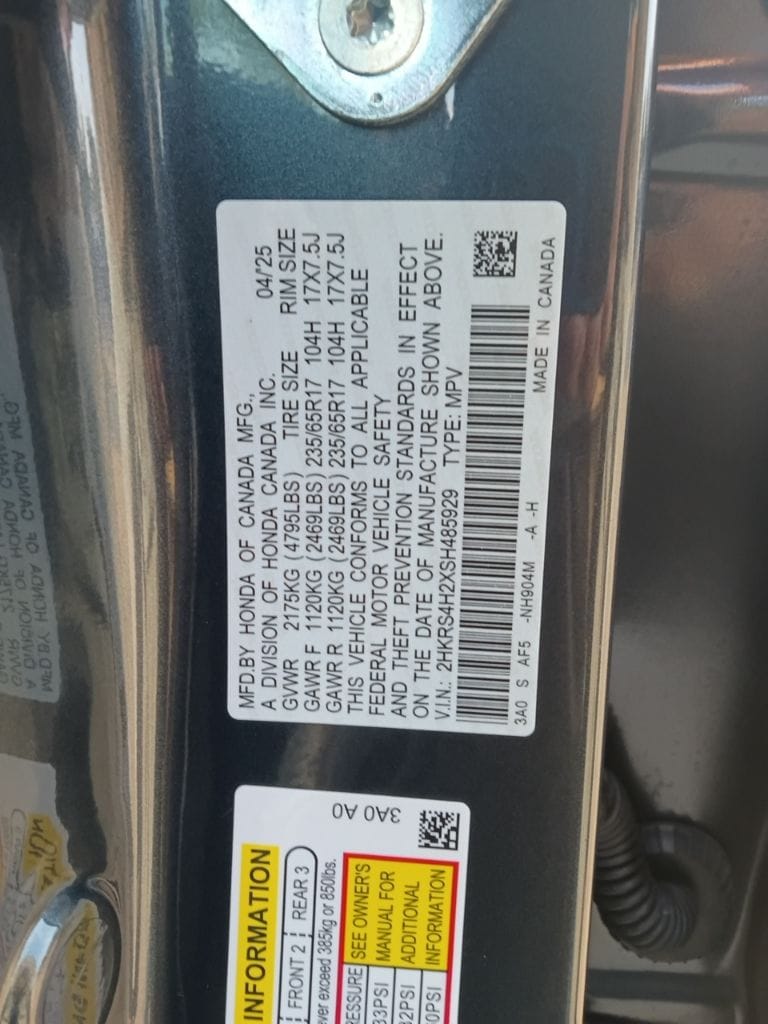 MFD.BY HONDA OF CANADA MFG.,
A DIVISION OF HONDA CANADA INC. 04/'25
GVWR 2175KG (4795LBS) TIRE SIZE RIM SIZE
GAWR F 1120KG (2469LBS) 235/65R17 104H 17X7.5J
GAWR R 1120KG (2469LBS) 235/65R17 104H 17X7.5J
THIS VEHICLE CONFORMS TO ALL APPLICABLE
FEDERAL MOTOR VEHICLE SAFETY
AND THEFT PREVENTION STANDARDS IN EFFECT
ON THE DATE OF MANUFACTURE SHOWN ABOVE.
V.I.N.: 2HKRS4H2XSH485929 TYPE: MPV
3A0 S AF5 -NH904M -A -H MADE IN CANADA
INFORMATION
FRONT 2 REAR 3
exceed 385kg or 850lbs.
SEE OWNER'S
MANUAL FOR
ADDITIONAL
INFORMATION
3A0 A0